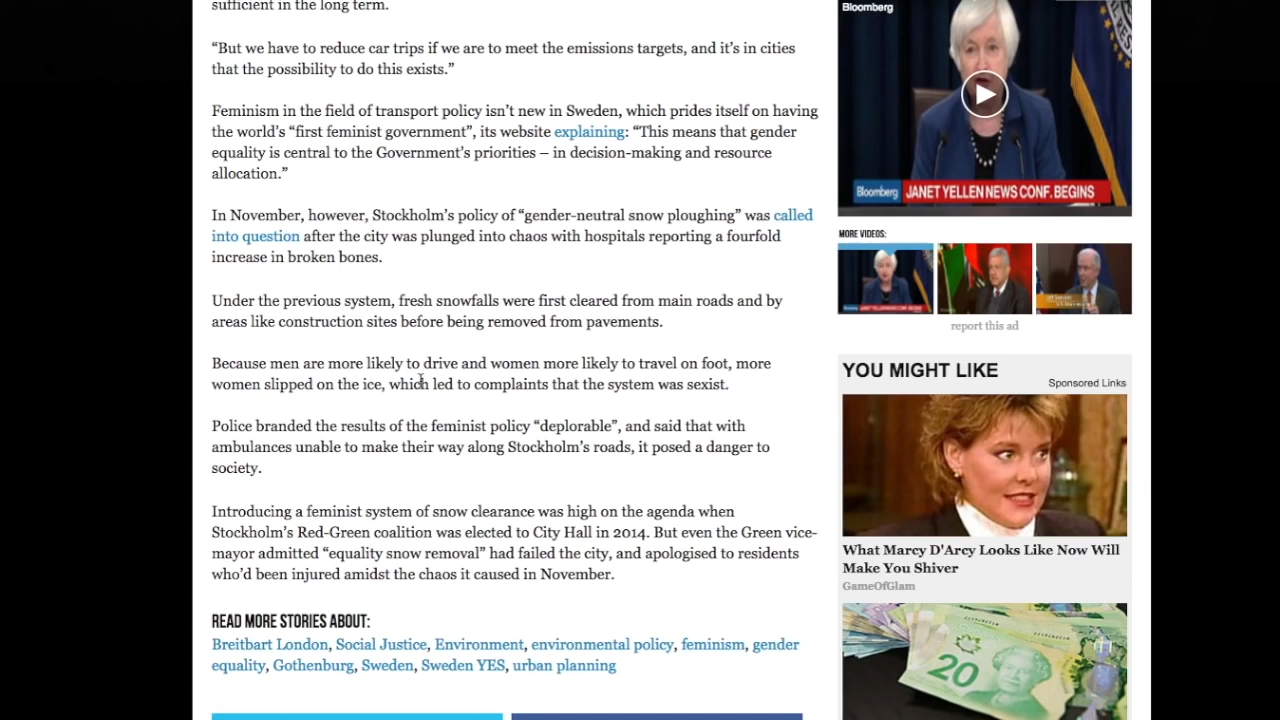 sufficient in the long term.
“But we have to reduce car trips if we are to meet the emissions targets, and it’s in cities
that the possibility to do this exists.”
Feminism in the field of transport policy isn’t new in Sweden, which prides itself on having
the world’s “first feminist government”, its website explaining: “This means that gender
equality is central to the Government’s priorities – in decision-making and resource
allocation.”
In November, however, Stockholm’s policy of “gender-neutral snow ploughing” was called
into question after the city was plunged into chaos with hospitals reporting a fourfold
increase in broken bones.
Under the previous system, fresh snowfalls were first cleared from main roads and by
areas like construction sites before being removed from pavements.
Because men are more likely to drive and women more likely to travel on foot, more
women slipped on the ice, which led to complaints that the system was sexist.
Police branded the results of the feminist policy “deplorable”, and said that with
ambulances unable to make their way along Stockholm’s roads, it posed a danger to
society.
Introducing a feminist system of snow clearance was high on the agenda when
Stockholm’s Red-Green coalition was elected to City Hall in 2014. But even the Green vice-
mayor admitted “equality snow removal” had failed the city, and apologised to residents
who’d been injured amidst the chaos it caused in November.
READ MORE STORIES ABOUT:
Breitbart London, Social Justice, Environment, environmental policy, feminism, gender
equality, Gothenburg, Sweden, Sweden YES, urban planning
Bloomberg
Bloomberg JANET YELLEN NEWS CONF. BEGINS
MORE VIDEOS:
report this ad
YOU MIGHT LIKE
Sponsored Links
What Marcy D'Arcy Looks Like Now Will
Make You Shiver
GameOfGlam
20